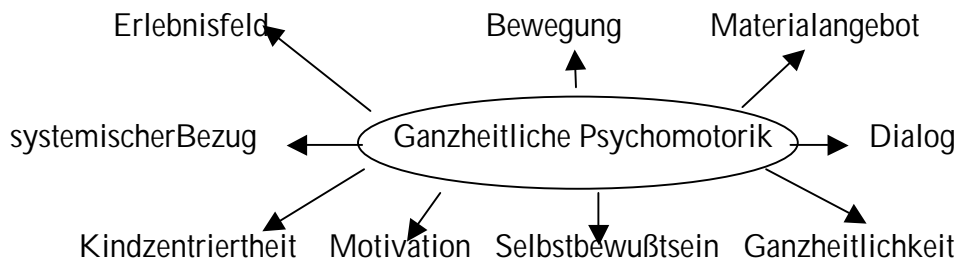 Erlebnisfeld Bewegung Materialangebot
systemischerBezug Ganzheitliche Psychomotorik Dialog
Kindzentriertheit Motivation Selbstbewußtsein Ganzheitlichkeit